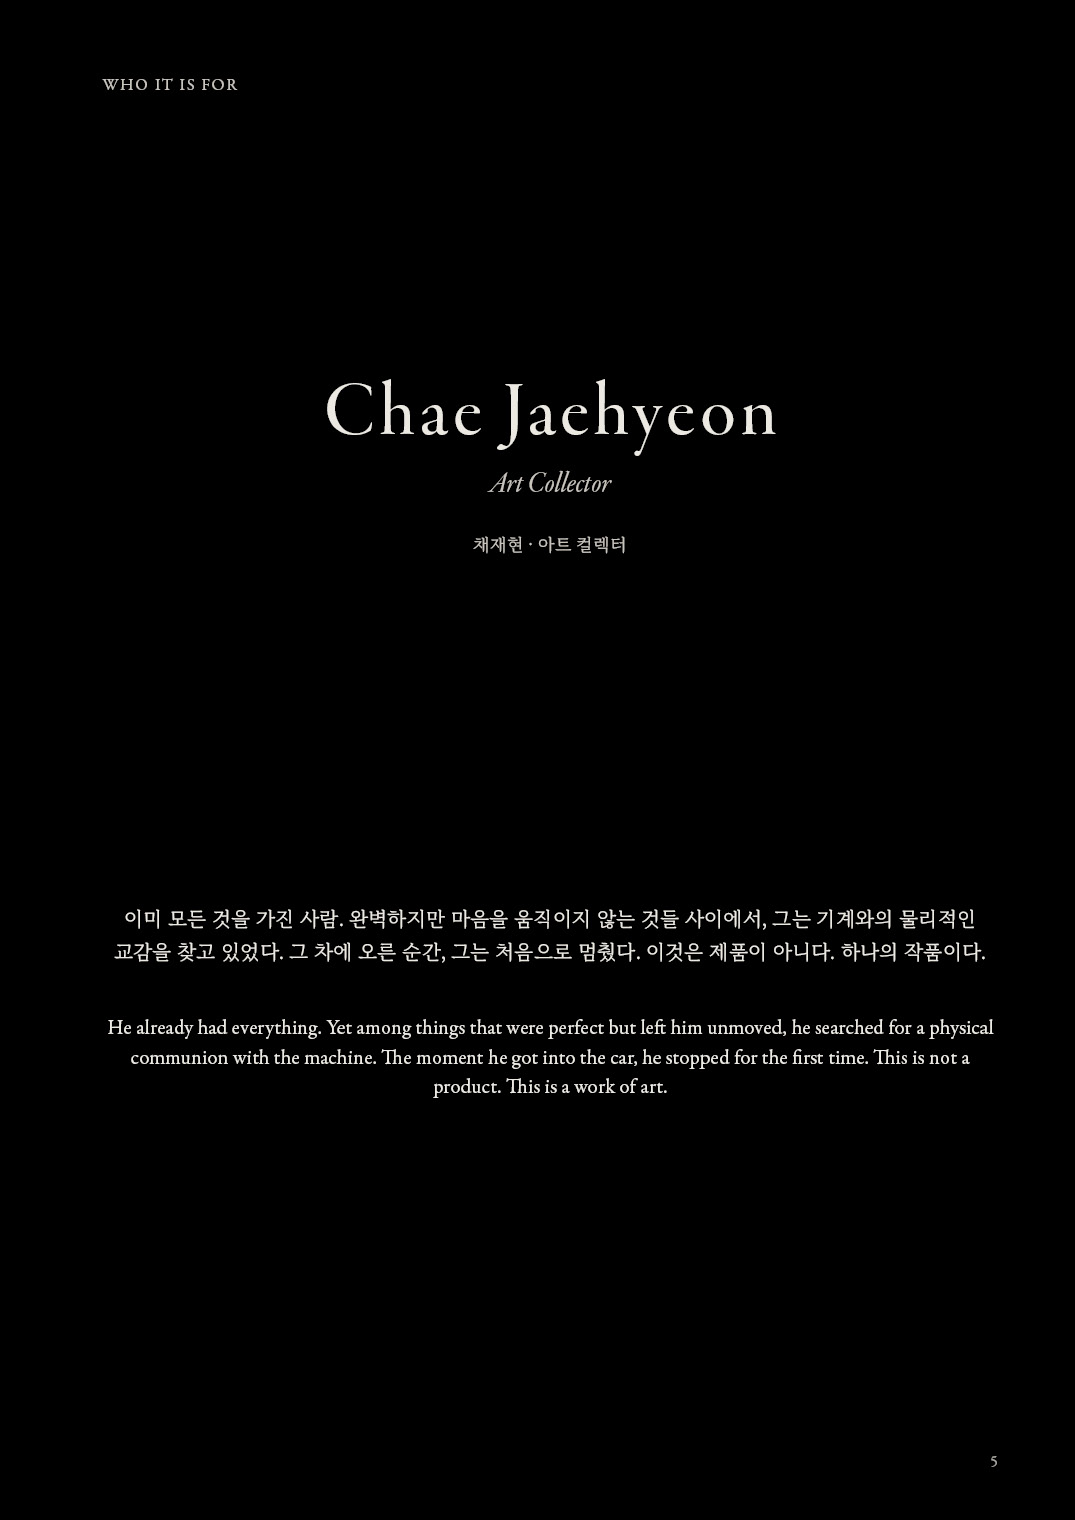 WHO IT IS FOR
Chae Jaehyeon
Art Collector
채재현 · 아트 컬렉터
이미 모든 것을 가진 사람. 완벽하지만 마음을 움직이지 않는 것들 사이에서, 그는 기계와의 물리적인
교감을 찾고 있었다. 그 차에 오른 순간, 그는 처음으로 멈췄다. 이것은 제품이 아니다. 하나의 작품이다.
He already had everything. Yet among things that were perfect but left him unmoved, he searched for a physical
communion with the machine. The moment he got into the car, he stopped for the first time. This is not a
product. This is a work of art.
5